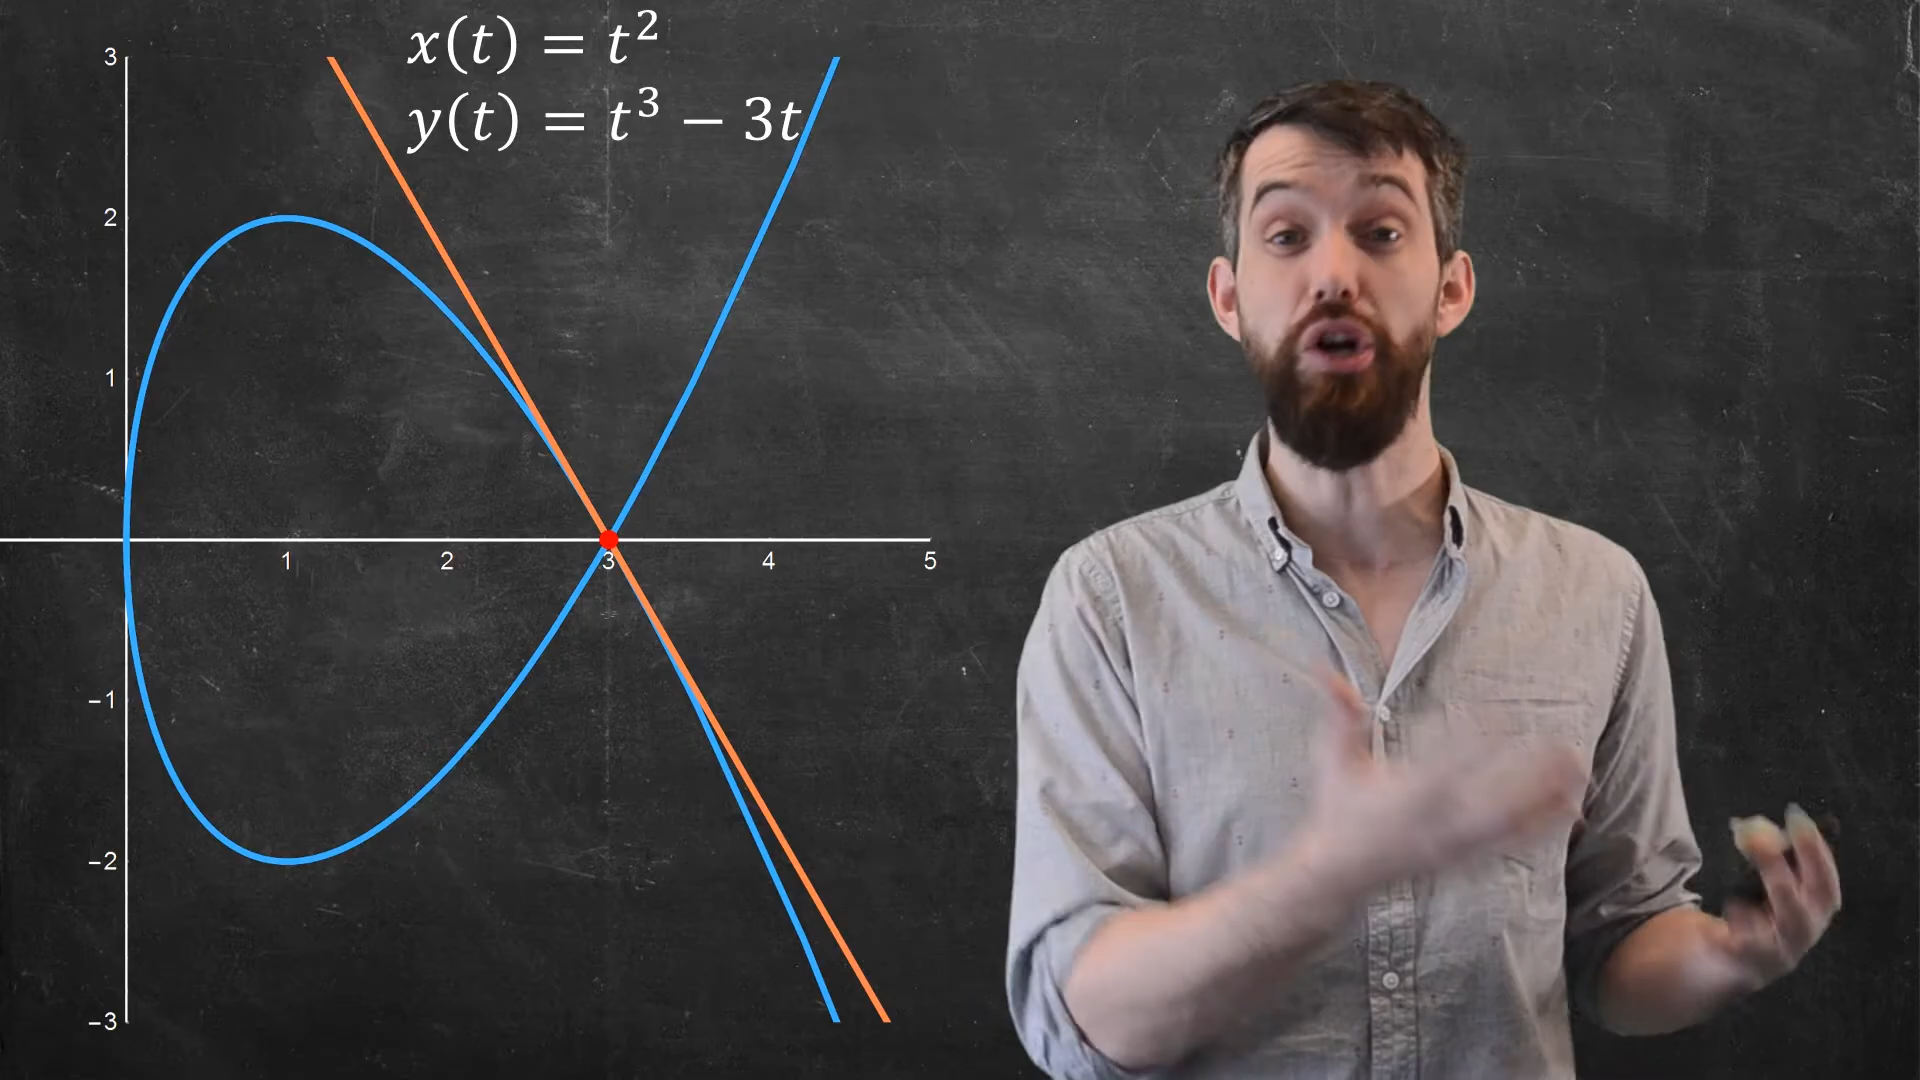 x(t) = t²
y(t) = t³ − 3t
3
2
1
1 2 3 4 5
−1
−2
−3